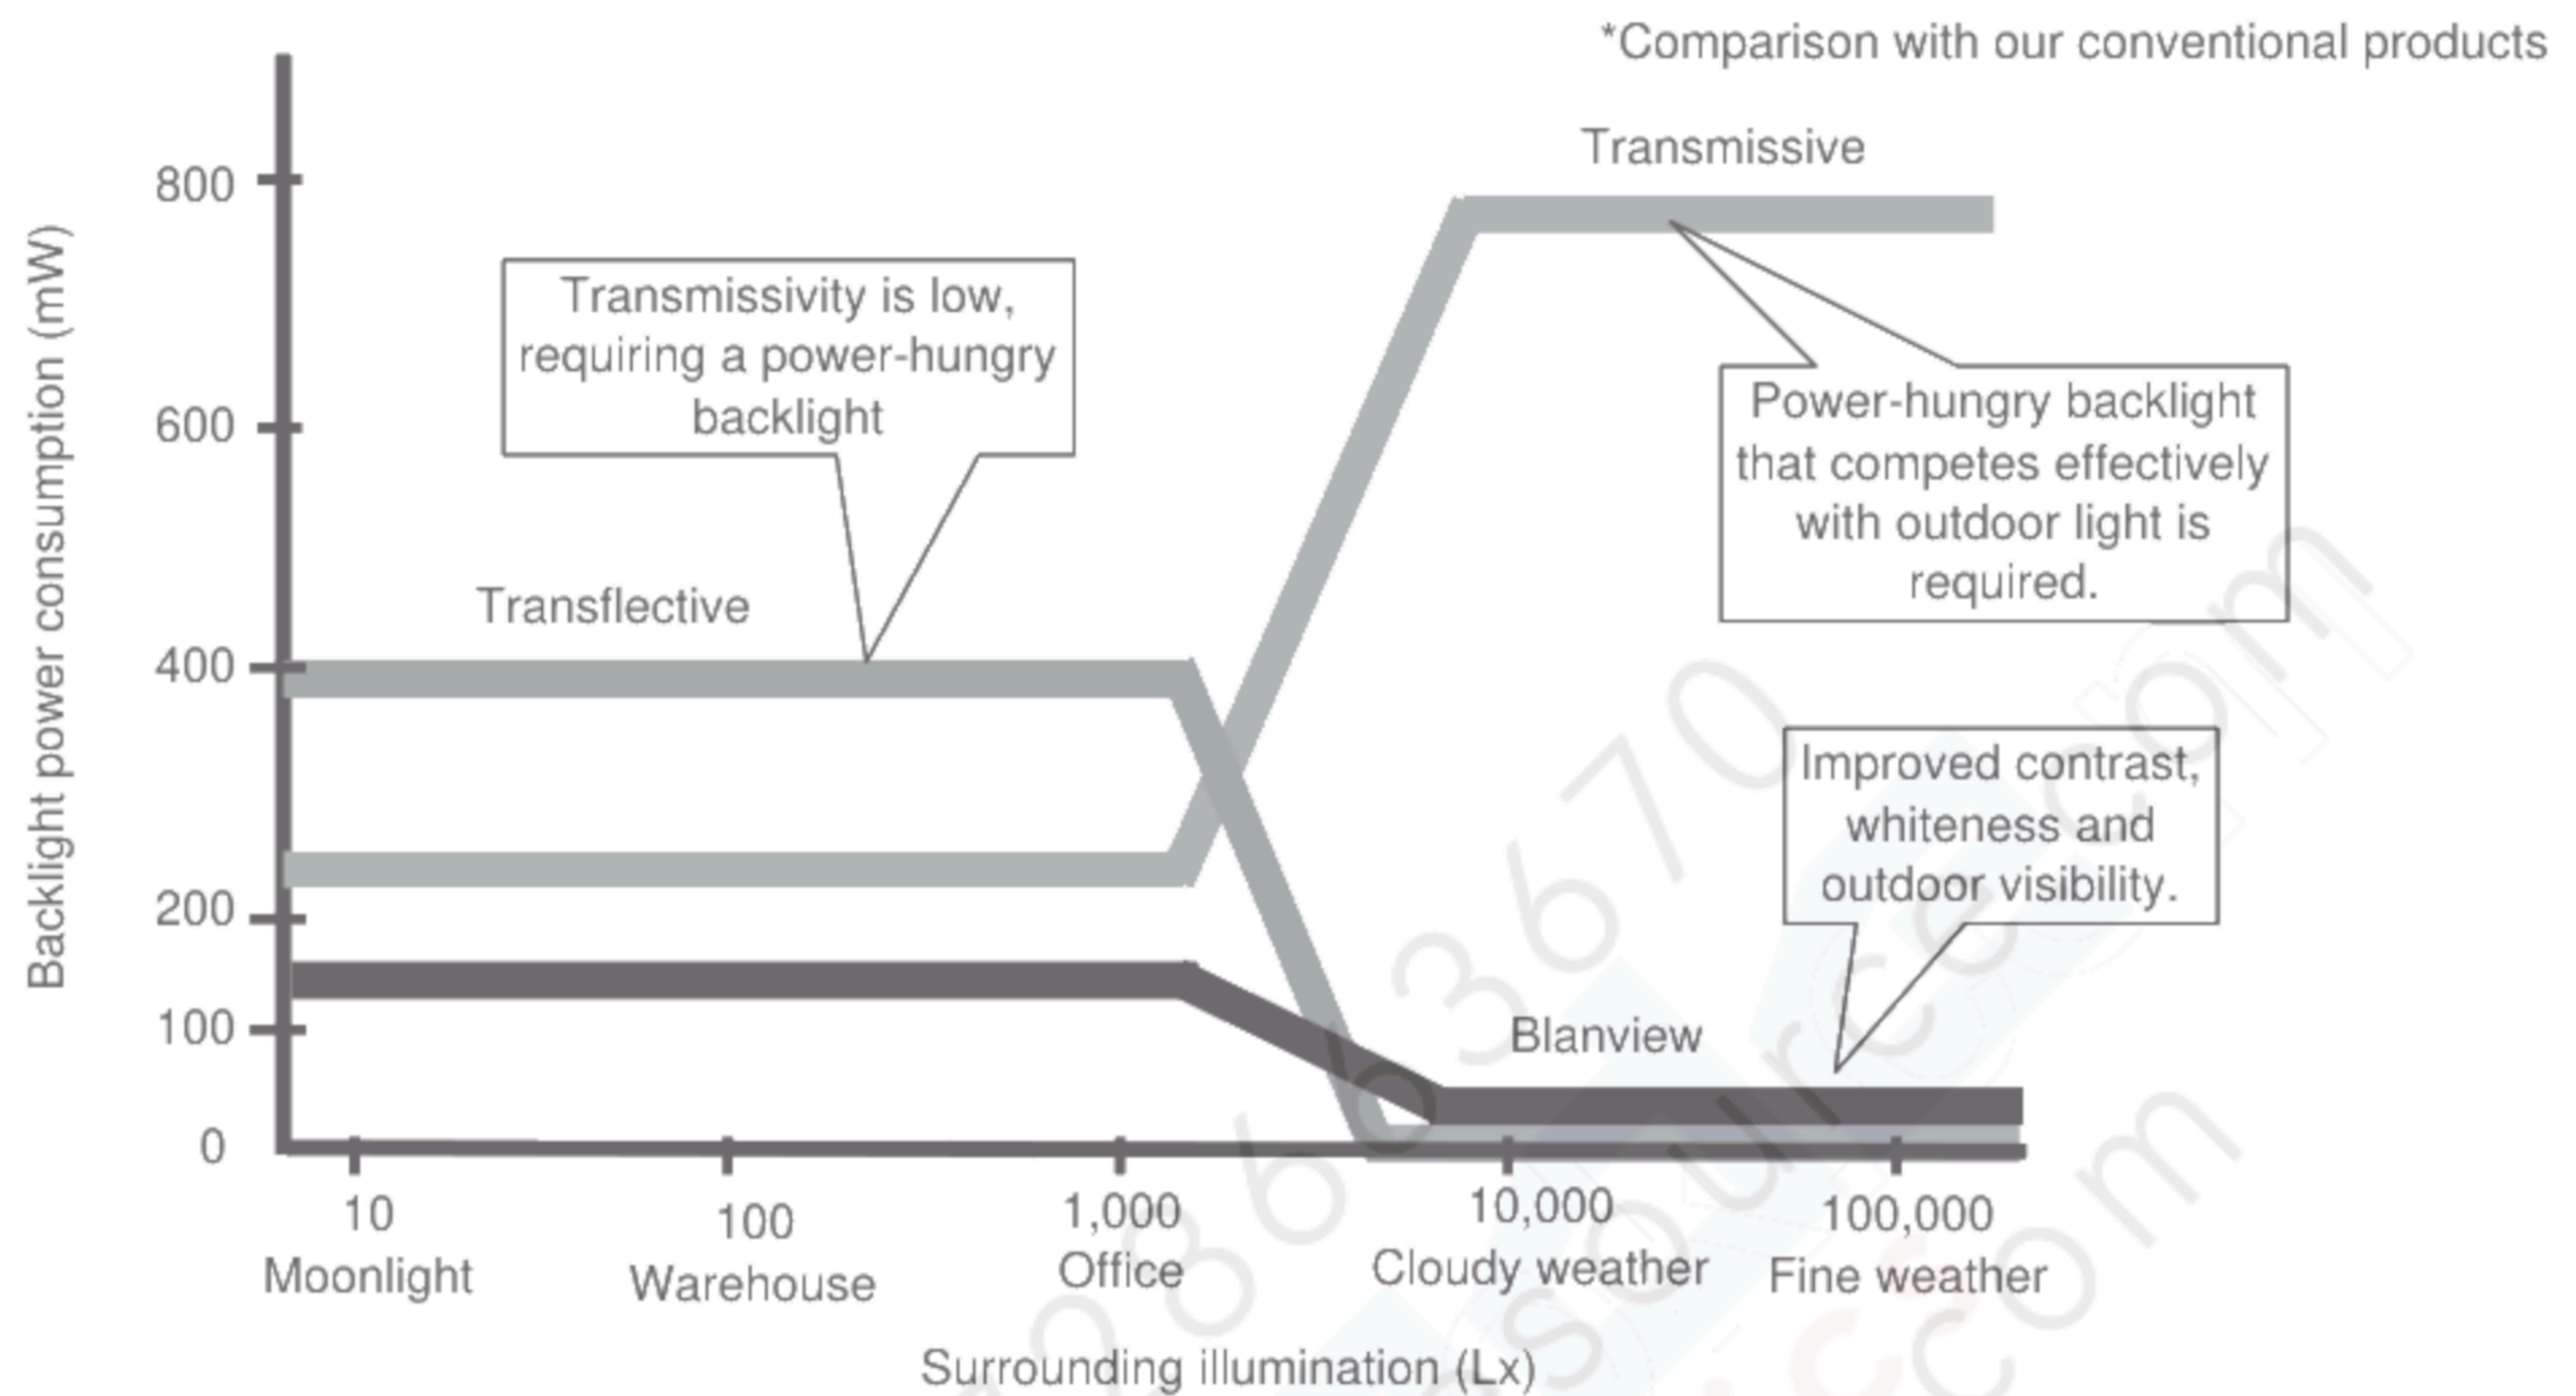 *Comparison with our conventional products
Transmissive
800
Transmissivity is low,
requiring a power-hungry
backlight
Power-hungry backlight
that competes effectively
with outdoor light is
required.
600
Transflective
400
Improved contrast,
whiteness and
outdoor visibility.
200
100
Blanview
0
Backlight power consumption (mW)
10
100
1,000
10,000
100,000
Moonlight
Warehouse
Office
Cloudy weather
Fine weather
Surrounding illumination (Lx)